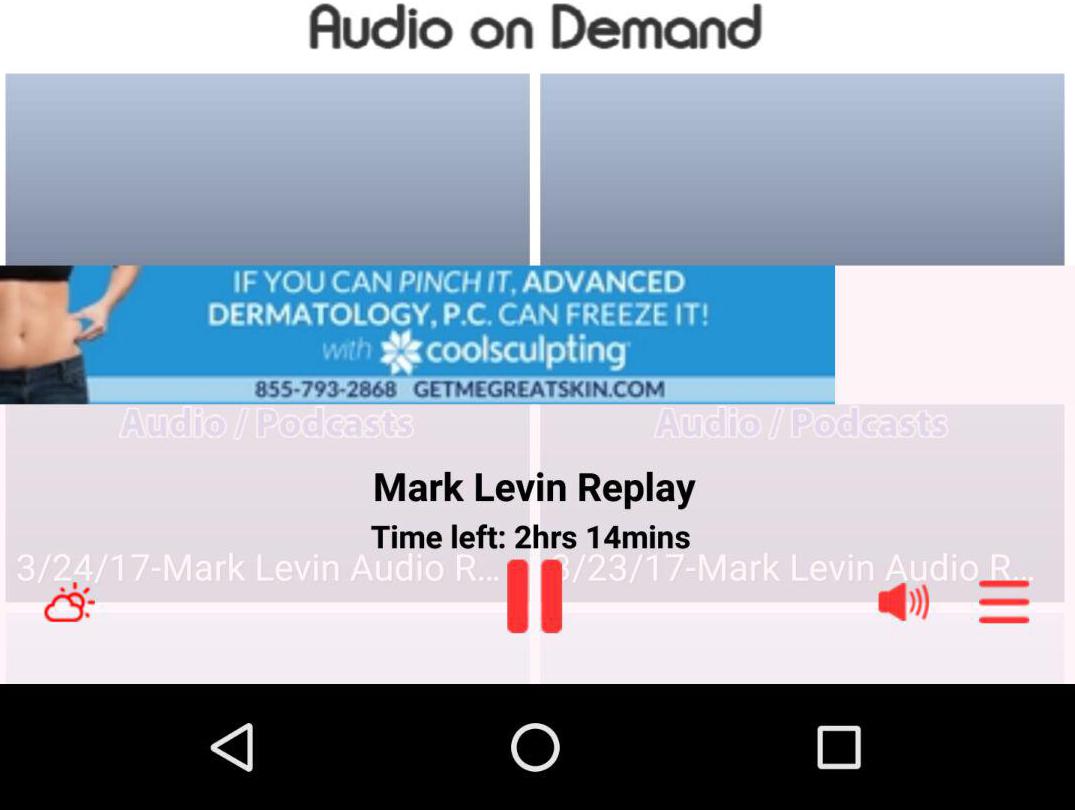 Audio on Demand
IF YOU CAN PINCH IT, ADVANCED
DERMATOLOGY, P.C. CAN FREEZE IT!
with coolsculpting
855-793-2868 GETMEGREATSKIN.COM
Audio / Podcasts Audio / Podcasts
Mark Levin Replay
Time left: 2hrs 14mins
3/24/17-Mark Levin Audio R... 3/23/17-Mark Levin Audio R...